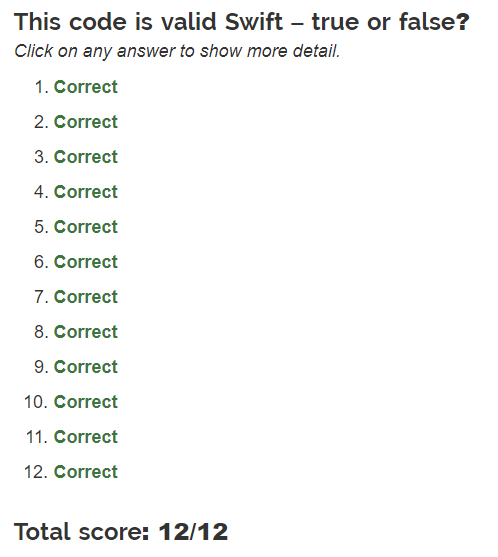 This code is valid Swift – true or false?
Click on any answer to show more detail.
1. Correct
2. Correct
3. Correct
4. Correct
5. Correct
6. Correct
7. Correct
8. Correct
9. Correct
10. Correct
11. Correct
12. Correct
Total score: 12/12